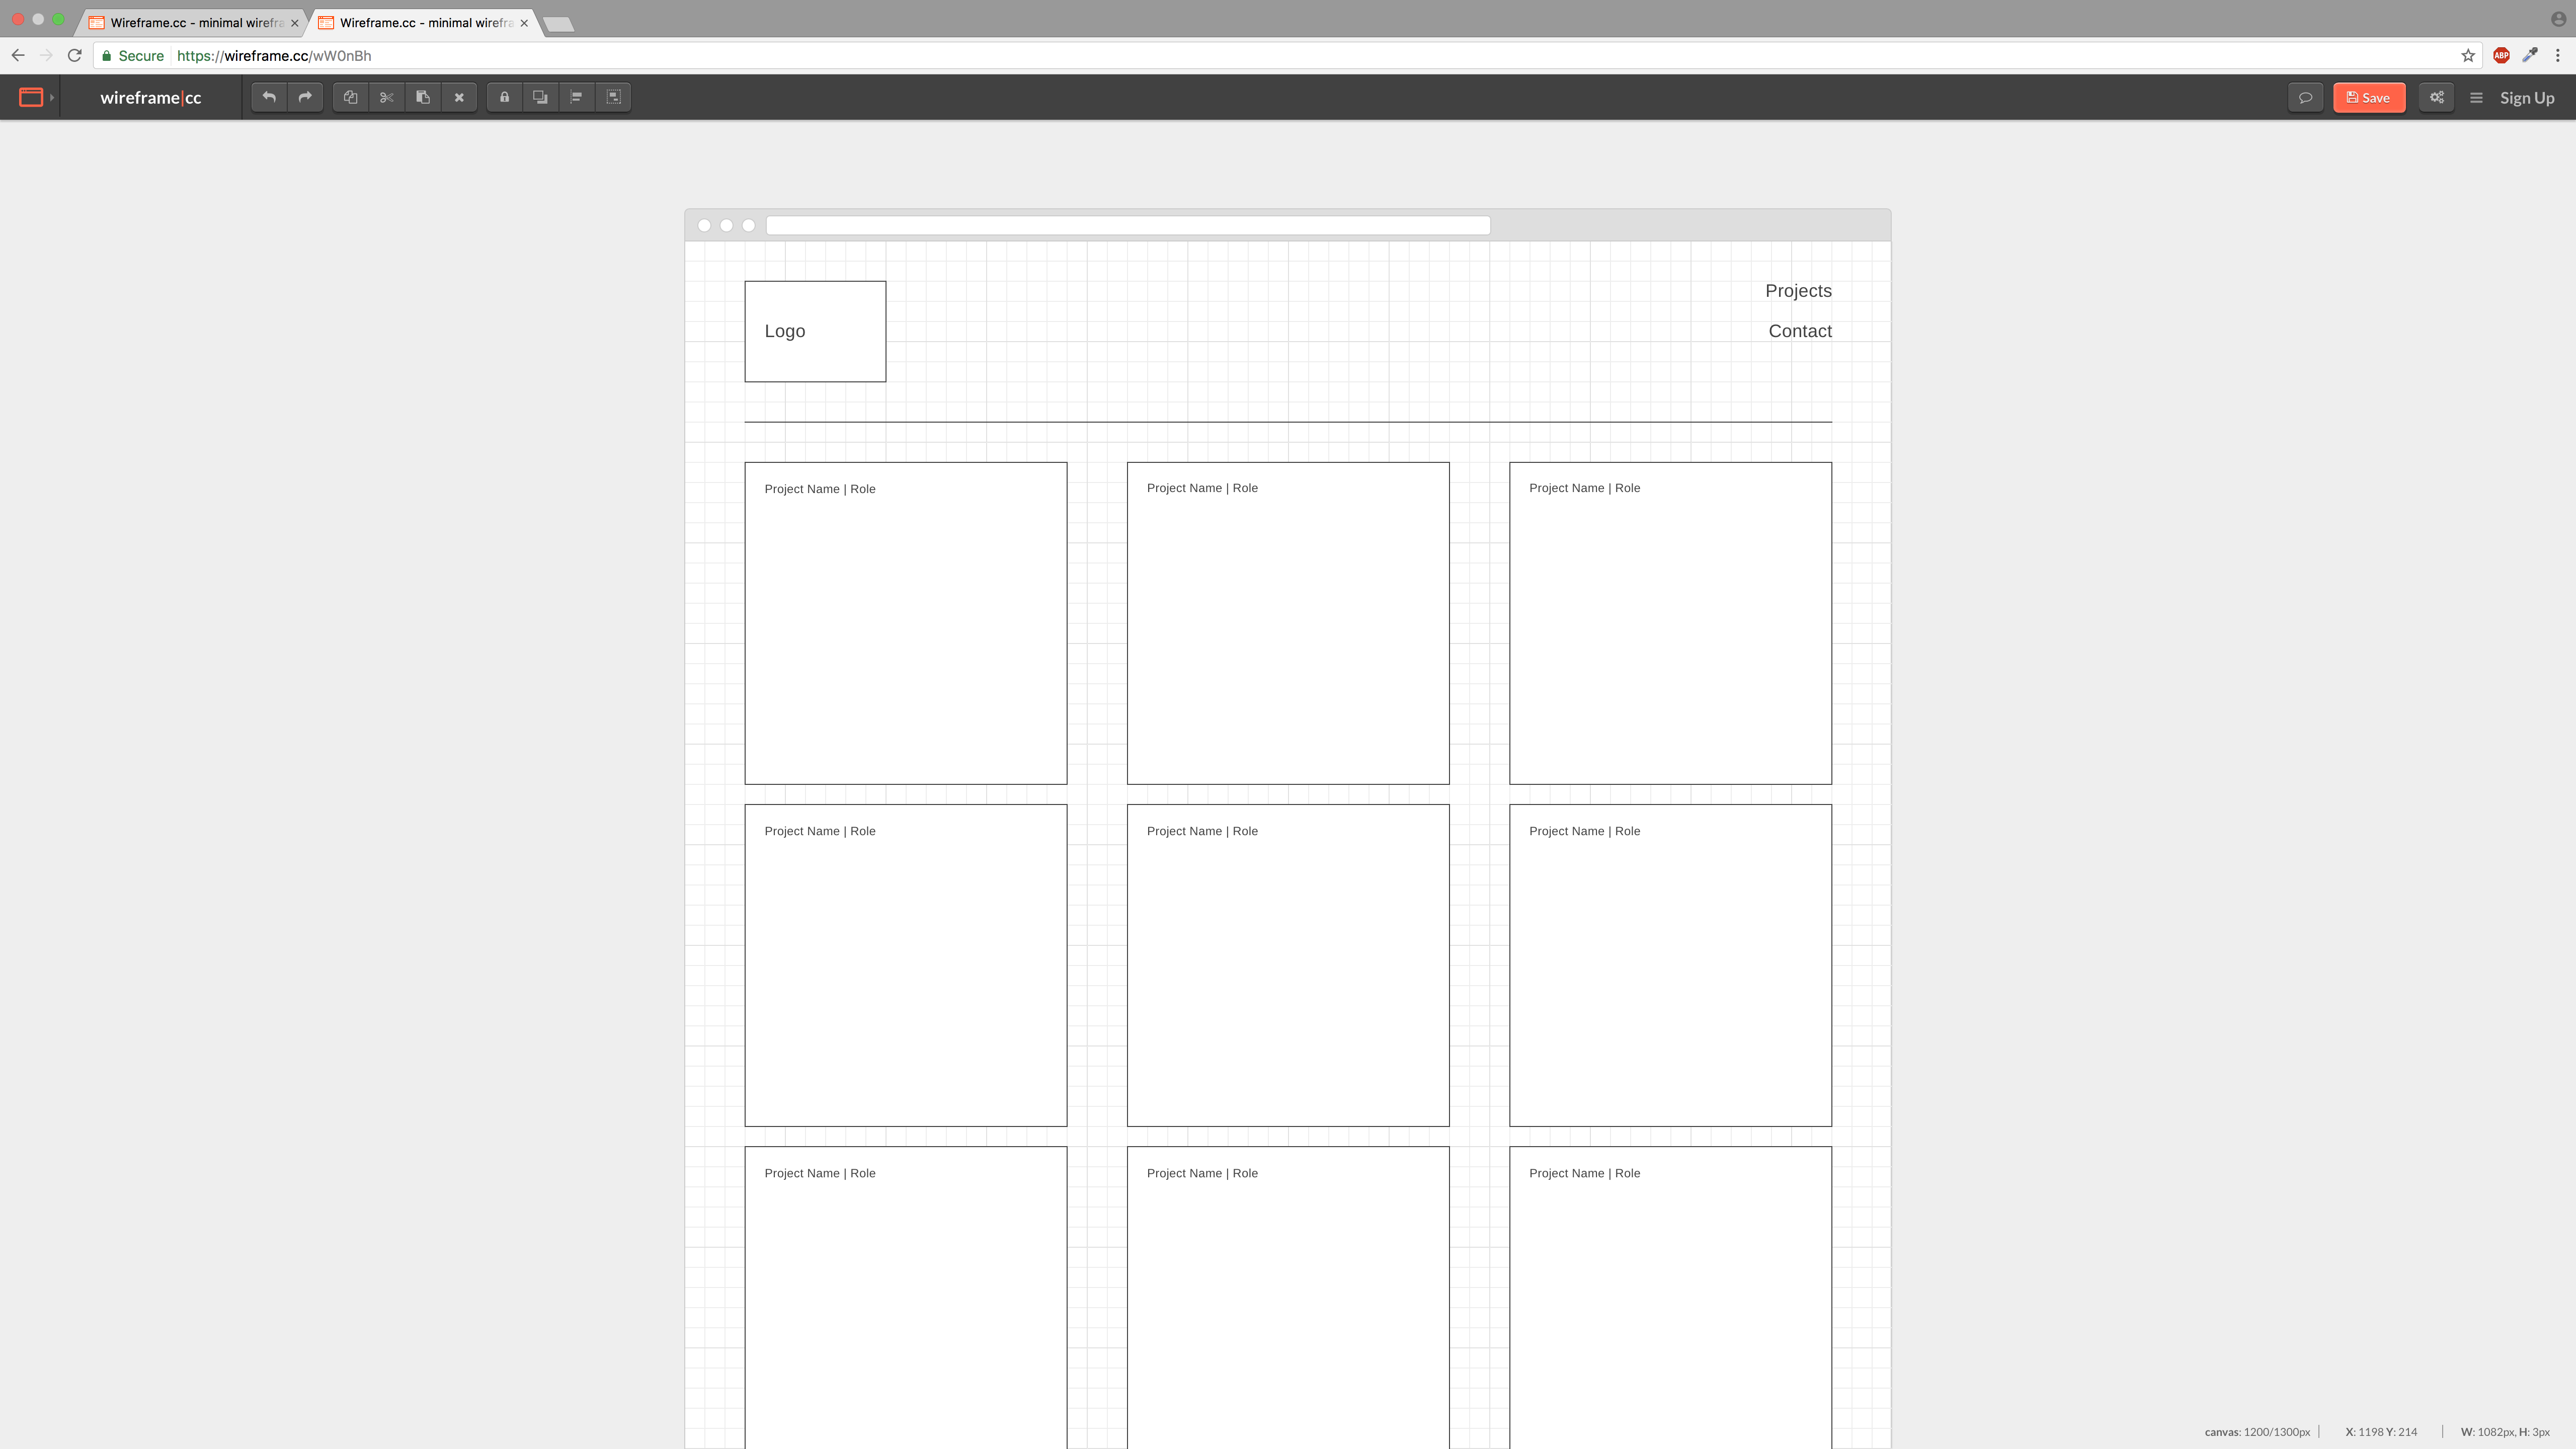 Wireframe.cc - minimal wirefra
Wireframe.cc - minimal wirefra
Secure https://wireframe.cc/wW0nBh
ABP
wireframe|cc
Save
Sign Up
Projects
Logo
Contact
Project Name | Role
Project Name | Role
Project Name | Role
Project Name | Role
Project Name | Role
Project Name | Role
Project Name | Role
Project Name | Role
Project Name | Role
canvas: 1200/1300px | X: 1198 Y: 214 | W: 1082px, H: 3px